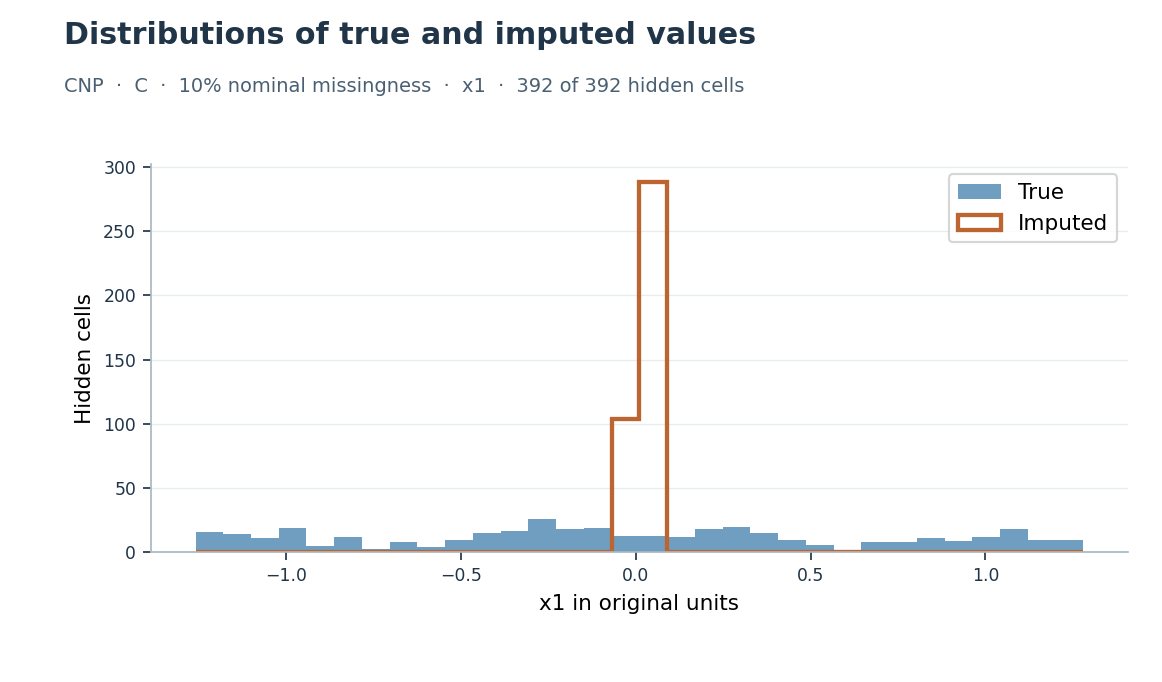 Distributions of true and imputed values
CNP · C · 10% nominal missingness · x1 · 392 of 392 hidden cells
300
250
200
150
100
50
0
Hidden cells
True
Imputed
−1.0
−0.5
0.0
0.5
1.0
x1 in original units